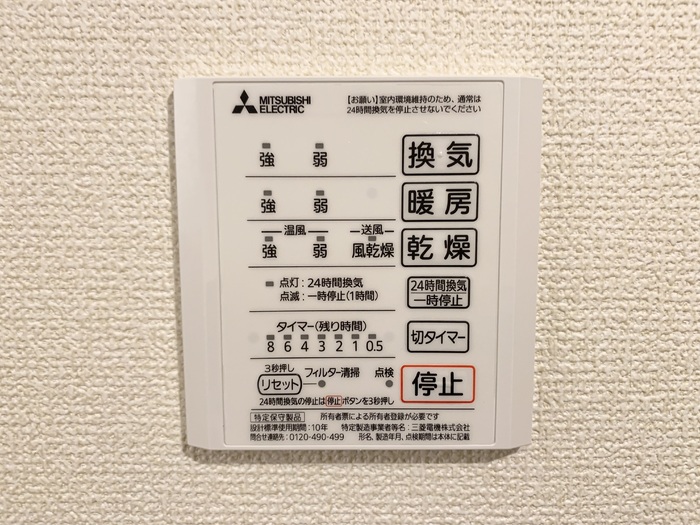 MITSUBISHI
ELECTRIC
【お願い】室内環境維持のため、通常は
24時間換気を停止させないでください
強 弱 換気
強 弱 暖房
温風 送風
強 弱 風乾燥 乾燥
点灯：24時間換気
点滅：一時停止(1時間)
24時間換気
一時停止
タイマー(残り時間)
8 6 4 3 2 1 0.5
切タイマー
3秒押し
リセット フィルター清掃 点検
停止
24時間換気の停止は停止ボタンを3秒押し
特定保守製品 所有者票による所有者登録が必要です
設計標準使用期間：10年 特定製造事業者等名：三菱電機株式会社
問合せ連絡先：0120-490-499 形名、製造年月、点検期間は本体に記載